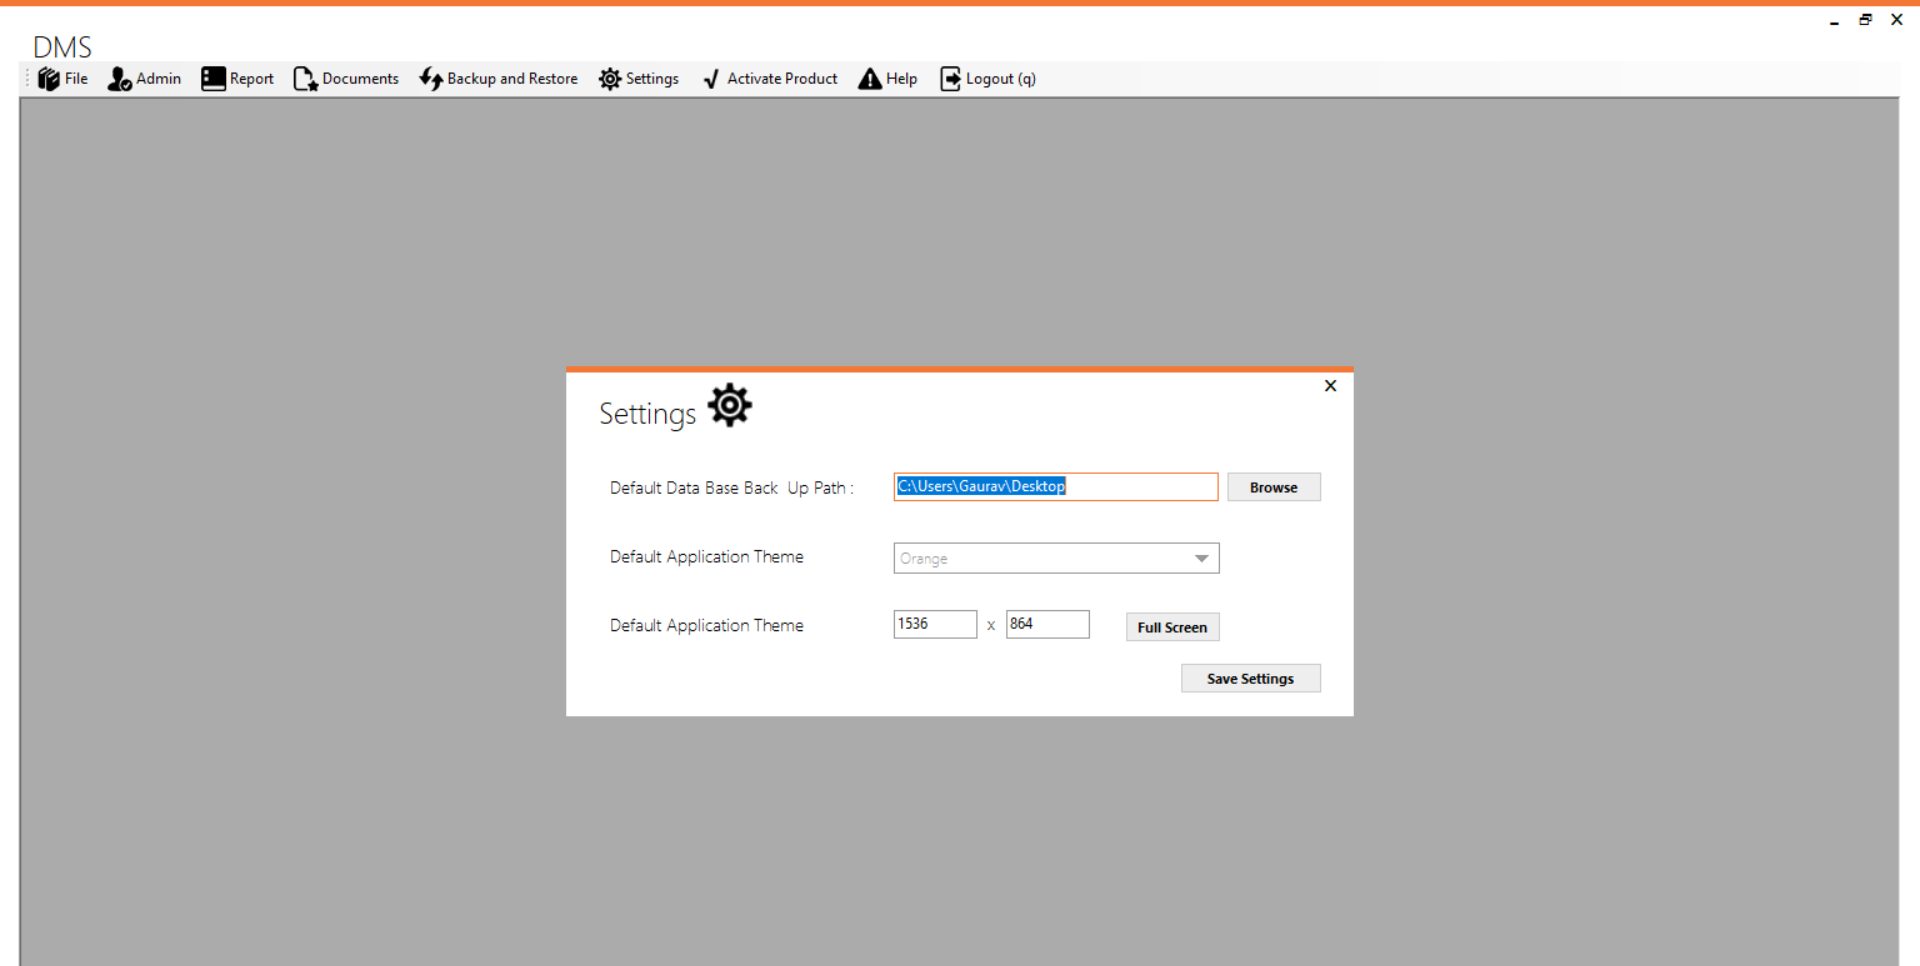 DMS
File Admin Report Documents Backup and Restore Settings Activate Product Help Logout (q)
Settings
Default Data Base Back Up Path : C:\Users\Gaurav\Desktop Browse
Default Application Theme Orange
Default Application Theme 1536 x 864 Full Screen
Save Settings